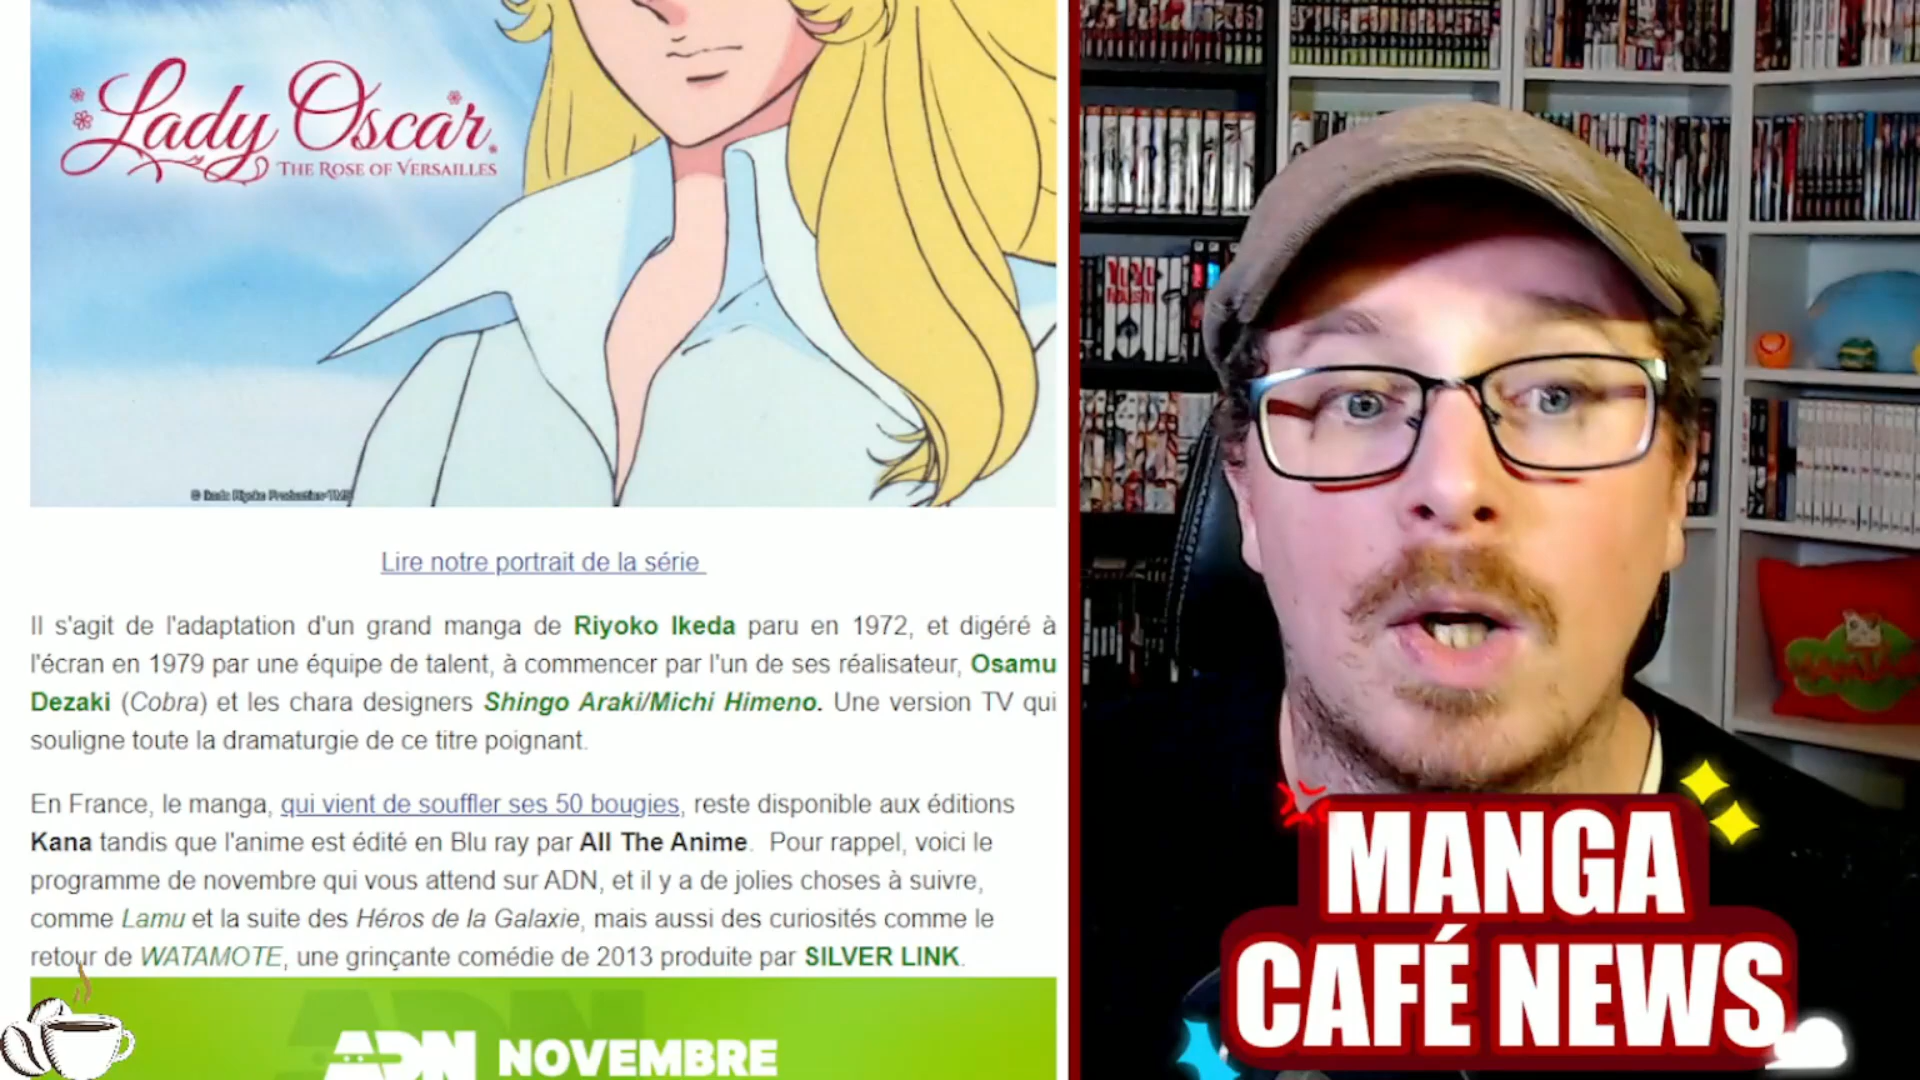 Lady Oscar
THE ROSE OF VERSAILLES
© Ikeda Riyoko Production-TMS
Lire notre portrait de la série
Il s'agit de l'adaptation d'un grand manga de Riyoko Ikeda paru en 1972, et digéré à
l'écran en 1979 par une équipe de talent, à commencer par l'un de ses réalisateur, Osamu
Dezaki (Cobra) et les chara designers Shingo Araki/Michi Himeno. Une version TV qui
souligne toute la dramaturgie de ce titre poignant.
En France, le manga, qui vient de souffler ses 50 bougies, reste disponible aux éditions
Kana tandis que l'anime est édité en Blu ray par All The Anime. Pour rappel, voici le
programme de novembre qui vous attend sur ADN, et il y a de jolies choses à suivre,
comme Lamu et la suite des Héros de la Galaxie, mais aussi des curiosités comme le
retour de WATAMOTE, une grinçante comédie de 2013 produite par SILVER LINK.
ADN NOVEMBRE
YUYU
MANGA
CAFÉ NEWS